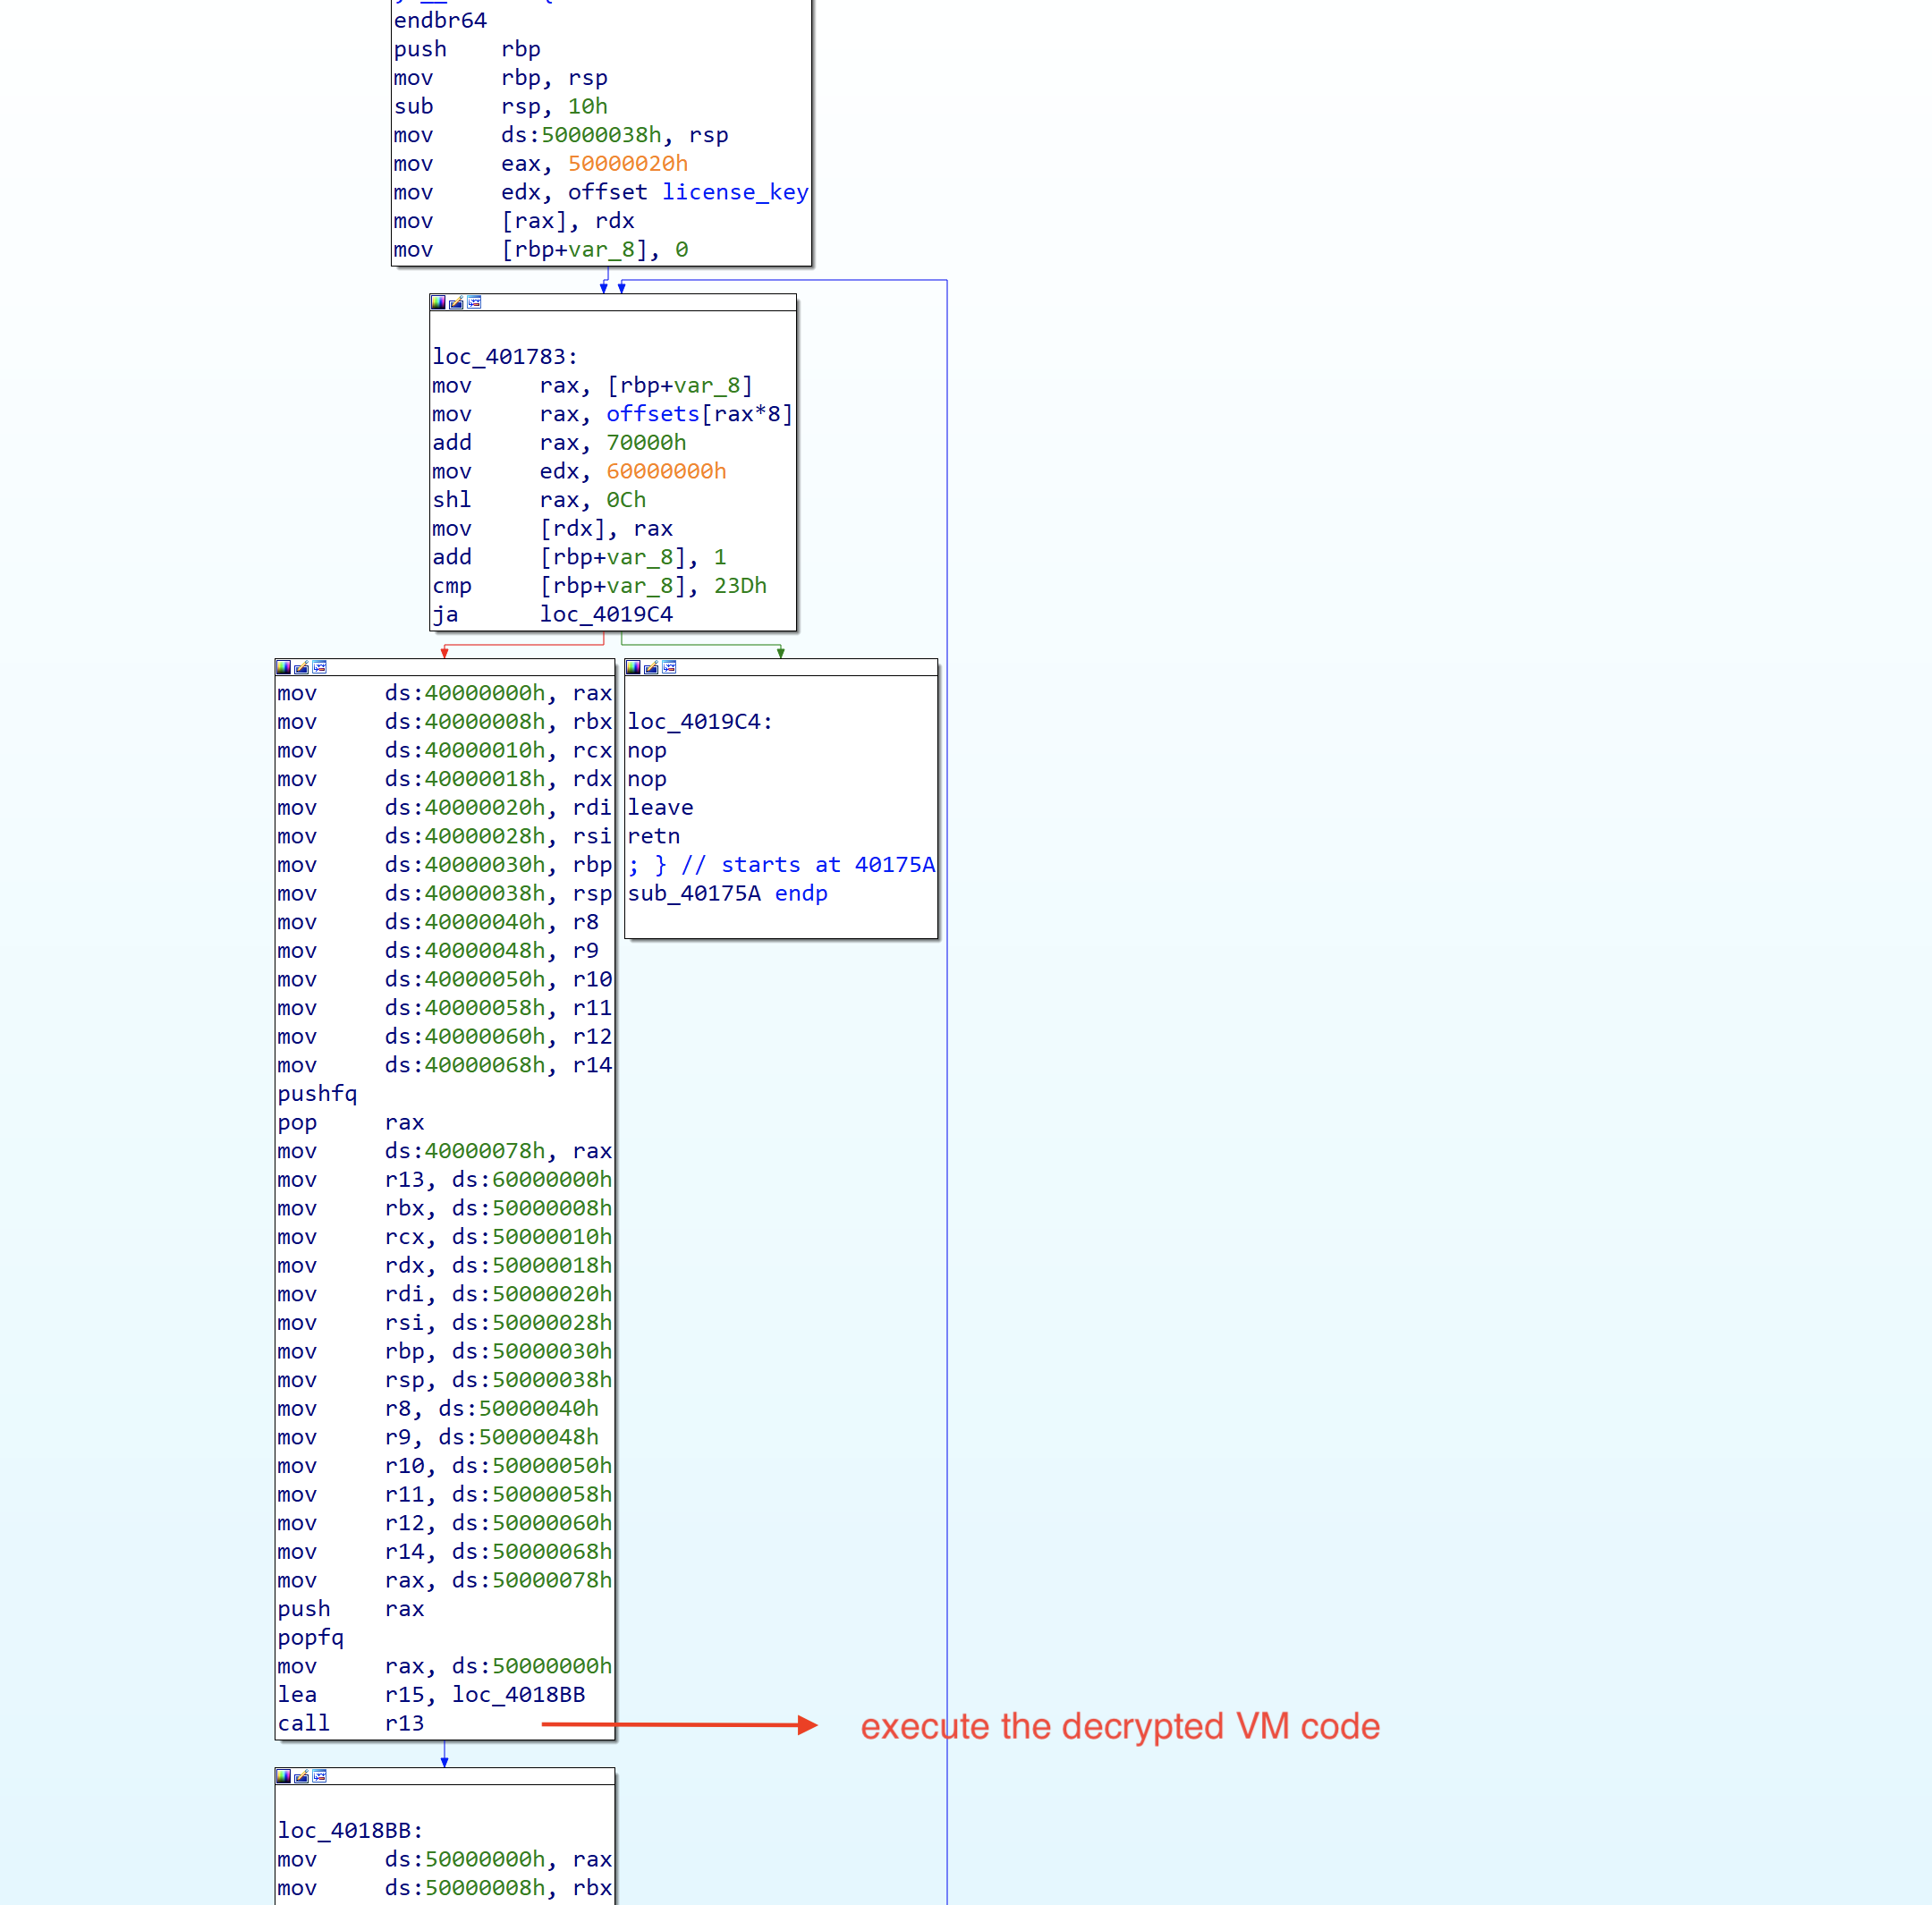 endbr64
push rbp
mov rbp, rsp
sub rsp, 10h
mov ds:50000038h, rsp
mov eax, 50000020h
mov edx, offset license_key
mov [rax], rdx
mov [rbp+var_8], 0
loc_401783:
mov rax, [rbp+var_8]
mov rax, offsets[rax*8]
add rax, 70000h
mov edx, 60000000h
shl rax, 0Ch
mov [rdx], rax
add [rbp+var_8], 1
cmp [rbp+var_8], 23Dh
ja loc_4019C4
mov ds:40000000h, rax
mov ds:40000008h, rbx
mov ds:40000010h, rcx
mov ds:40000018h, rdx
mov ds:40000020h, rdi
mov ds:40000028h, rsi
mov ds:40000030h, rbp
mov ds:40000038h, rsp
mov ds:40000040h, r8
mov ds:40000048h, r9
mov ds:40000050h, r10
mov ds:40000058h, r11
mov ds:40000060h, r12
mov ds:40000068h, r14
pushfq
pop rax
mov ds:40000078h, rax
mov r13, ds:60000000h
mov rbx, ds:50000008h
mov rcx, ds:50000010h
mov rdx, ds:50000018h
mov rdi, ds:50000020h
mov rsi, ds:50000028h
mov rbp, ds:50000030h
mov rsp, ds:50000038h
mov r8, ds:50000040h
mov r9, ds:50000048h
mov r10, ds:50000050h
mov r11, ds:50000058h
mov r12, ds:50000060h
mov r14, ds:50000068h
mov rax, ds:50000078h
push rax
popfq
mov rax, ds:50000000h
lea r15, loc_4018BB
call r13
execute the decrypted VM code
loc_4019C4:
nop
nop
leave
retn
; } // starts at 40175A
sub_40175A endp
loc_4018BB:
mov ds:50000000h, rax
mov ds:50000008h, rbx